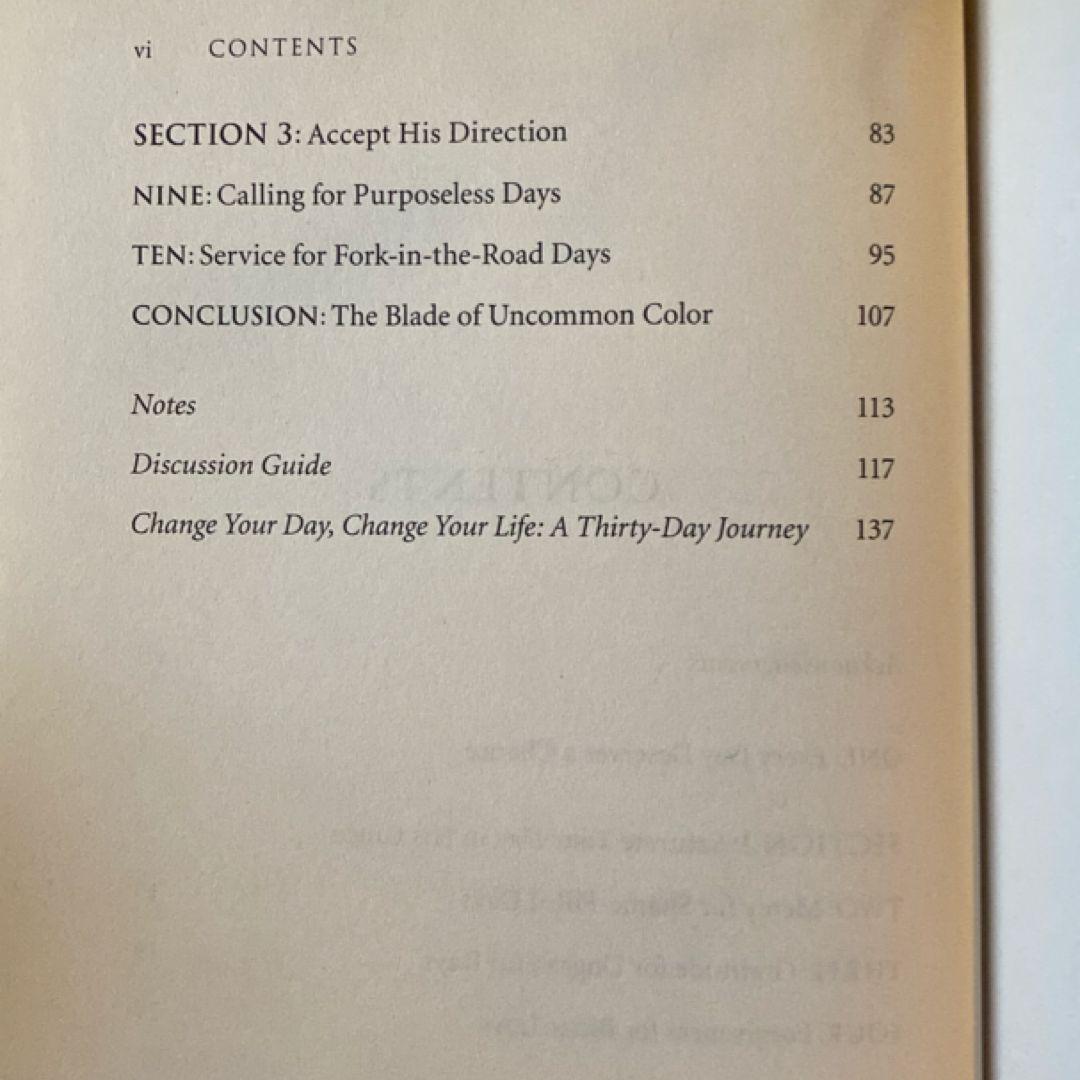 vi CONTENTS
SECTION 3: Accept His Direction 83
NINE: Calling for Purposeless Days 87
TEN: Service for Fork-in-the-Road Days 95
CONCLUSION: The Blade of Uncommon Color 107
Notes 113
Discussion Guide 117
Change Your Day, Change Your Life: A Thirty-Day Journey 137
CONTENTS